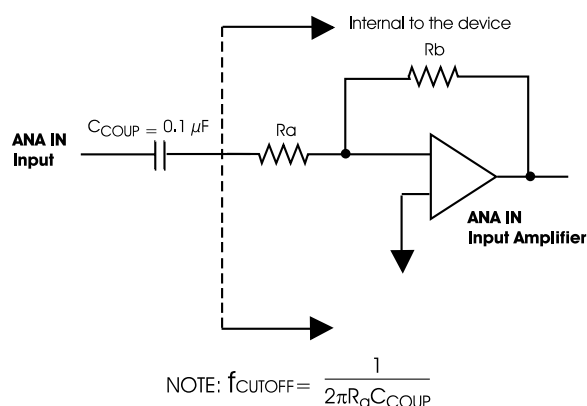 Internal to the device
Rb
CCOUP = 0.1 µF
Ra
ANA IN
Input
ANA IN
Input Amplifier
NOTE: fCUTOFF = 1
2πRaCCOUP